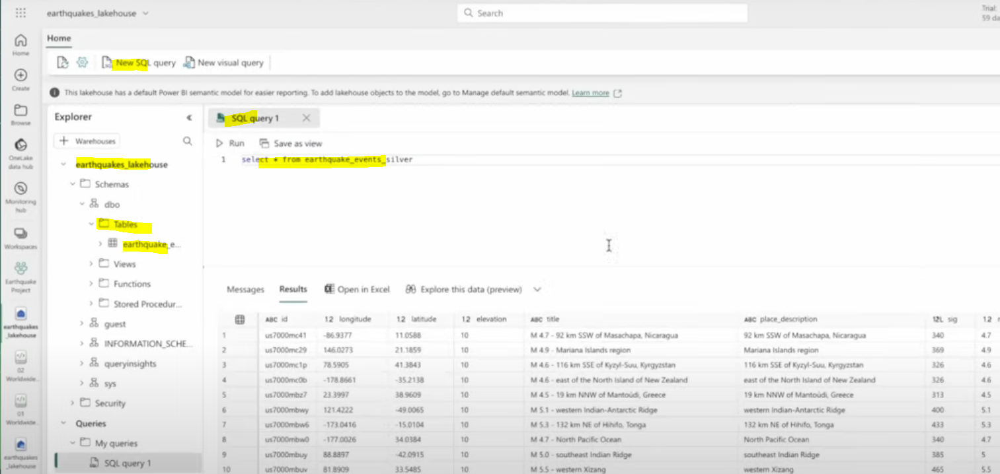 earthquakes_lakehouse
Search
Trial:
59 da
Home
New SQL query
New visual query
This lakehouse has a default Power BI semantic model for easier reporting. To add lakehouse objects to the model, go to Manage default semantic model. Learn more
Home
Create
Browse
OneLake
data hub
Monitoring
hub
Workspaces
Earthquake
Project
earthquakes
_lakehouse
02
Worldwide...
01
Worldwide...
earthquakes
_lakehouse
Explorer
Warehouses
earthquakes_lakehouse
Schemas
dbo
Tables
earthquake_e...
Views
Functions
Stored Procedur...
guest
INFORMATION_SCHE...
queryinsights
sys
Security
Queries
My queries
SQL query 1
SQL query 1
Run Save as view
1 select * from earthquake_events_silver
Messages Results Open in Excel Explore this data (preview)
ABC id 12 longitude 12 latitude 12 elevation ABC title ABC place_description 12L sig 12
1 us7000mc41 -86.9377 11.0588 10 M 4.7 - 92 km SSW of Masachapa, Nicaragua 92 km SSW of Masachapa, Nicaragua 340 4.7
2 us7000mc29 146.0273 21.1859 10 M 4.9 - Mariana Islands region Mariana Islands region 369 4.9
3 us7000mc1p 78.5905 41.3843 10 M 4.6 - 116 km SSE of Kyzyl-Suu, Kyrgyzstan 116 km SSE of Kyzyl-Suu, Kyrgyzstan 326 4.6
4 us7000mc0b -178.8661 -35.2138 10 M 4.6 - east of the North Island of New Zealand east of the North Island of New Zealand 326 4.6
5 us7000mbz7 23.3997 38.9609 10 M 4.5 - 19 km NNW of Mantoúdi, Greece 19 km NNW of Mantoúdi, Greece 313 4.5
6 us7000mbwy 121.4222 -49.0065 10 M 5.1 - western Indian-Antarctic Ridge western Indian-Antarctic Ridge 400 5.1
7 us7000mbw6 -173.0416 -15.0104 10 M 5.3 - 132 km NE of Hihifo, Tonga 132 km NE of Hihifo, Tonga 433 5.3
8 us7000mbw0 -177.0026 34.0384 10 M 4.7 - North Pacific Ocean North Pacific Ocean 340 4.7
9 us7000mbuy 88.8897 -42.0915 10 M 5.0 - southeast Indian Ridge southeast Indian Ridge 385 5
10 us7000mbuv 81.8909 33.5485 10 M 5.5 - western Xizang western Xizang 465 5.5